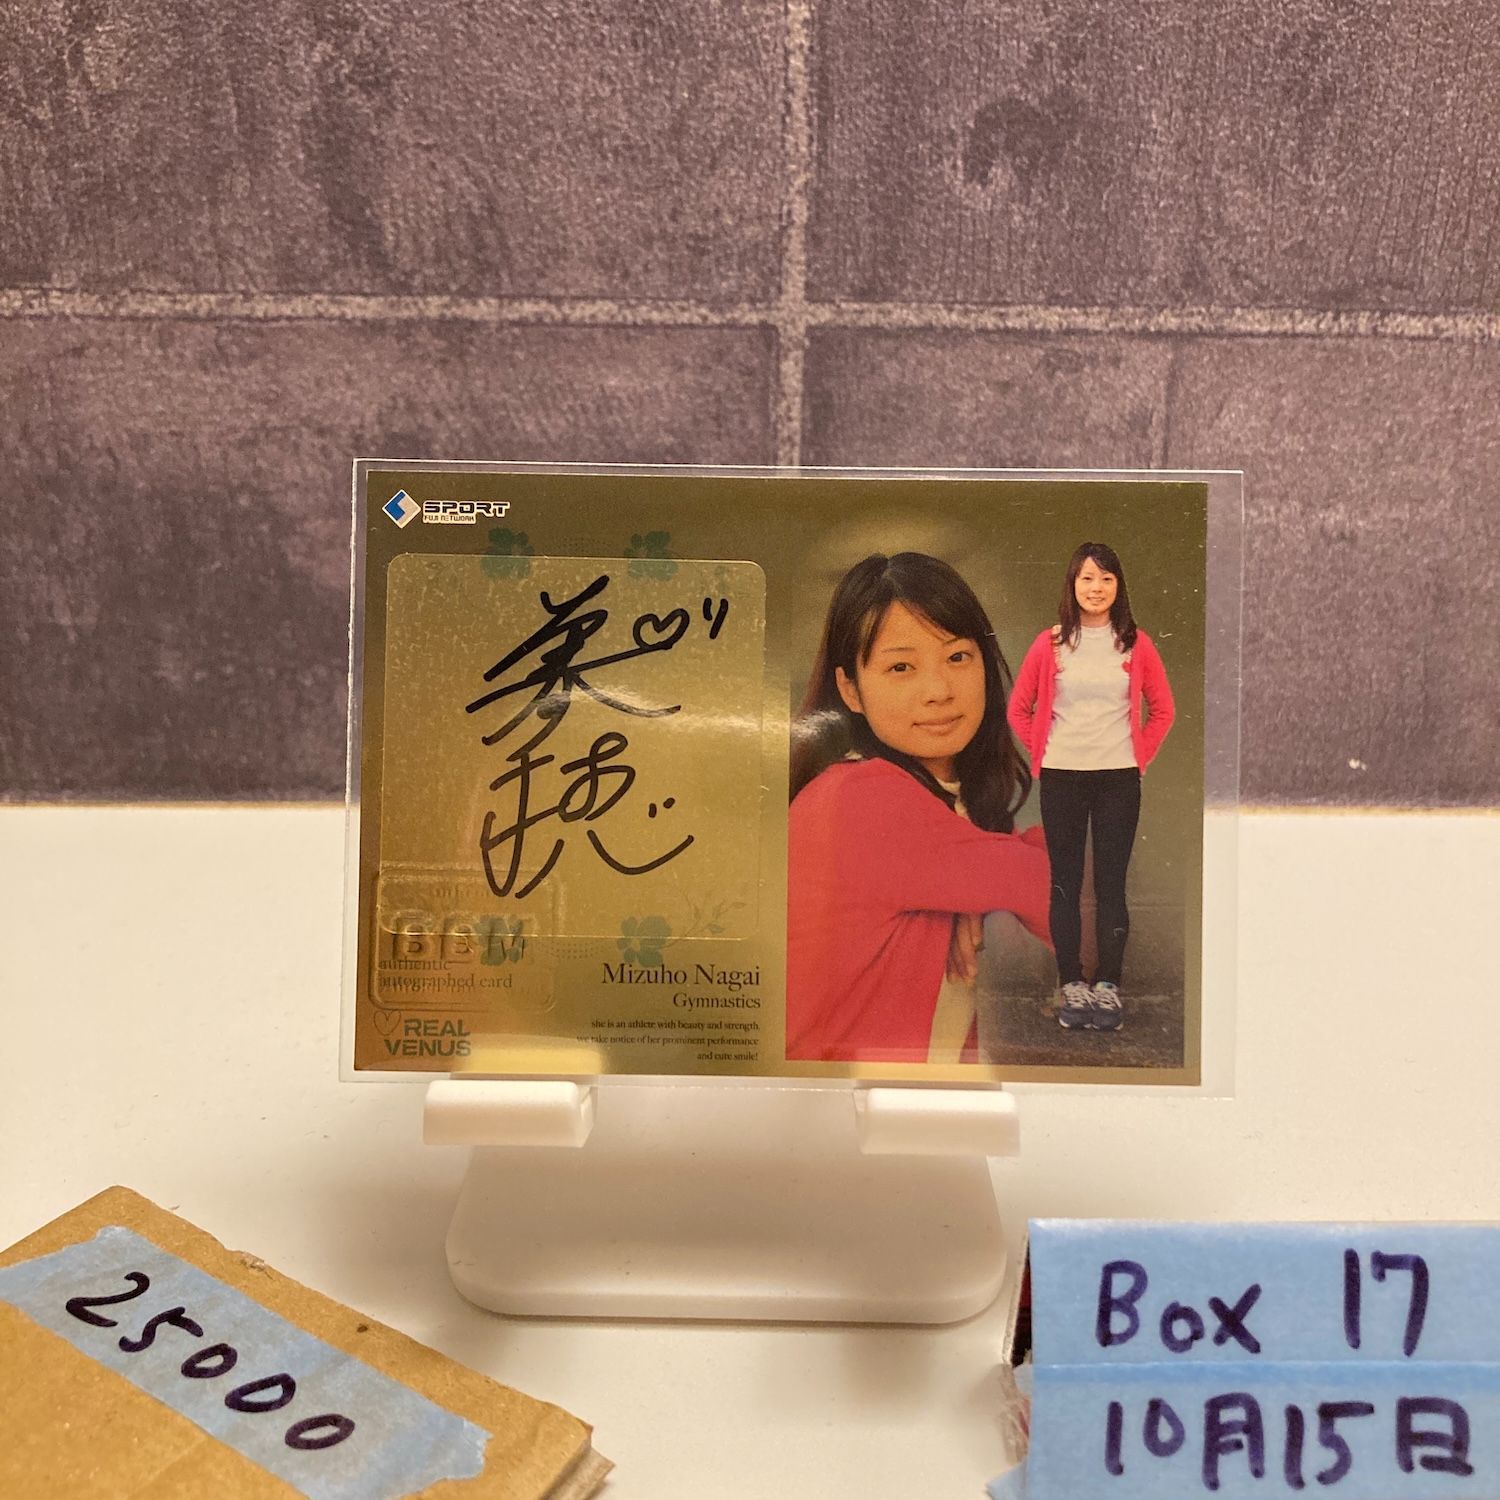 SPORT
FUJI NETWORK
BBM
authentic
autographed card
REAL
VENUS
Mizuho Nagai
Gymnastics
she is an athlete with beauty and strength.
we take notice of her prominent performance
and cute smile!
25000
Box 17
10月15日